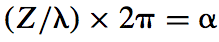 (Z/λ) × 2π = α